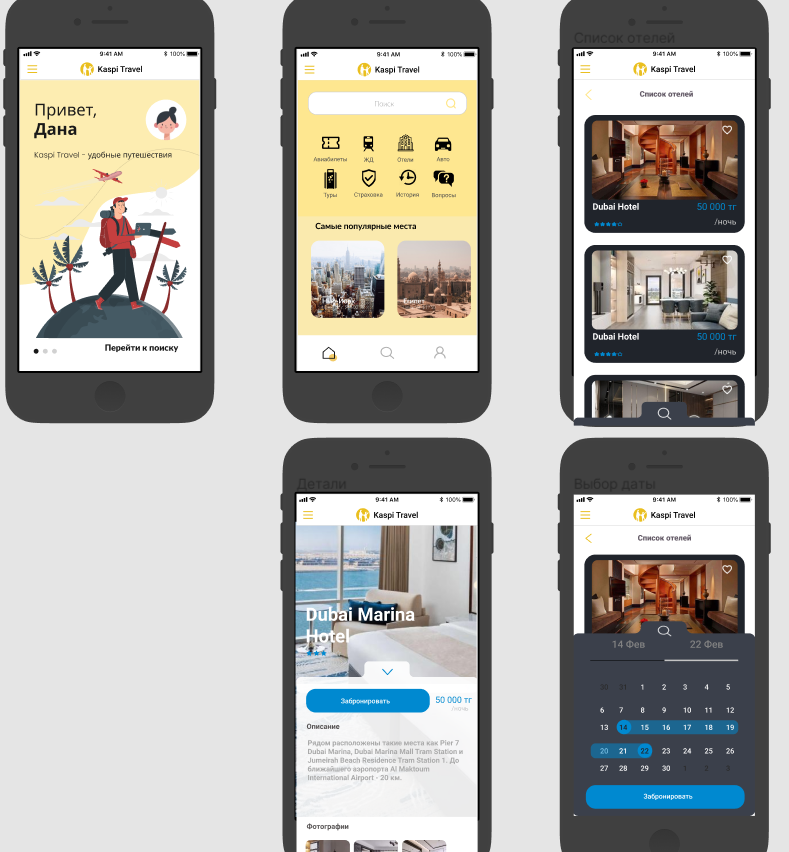 9:41 AM
100%
Kaspi Travel
Привет,
Дана
Kaspi Travel - удобные путешествия
Перейти к поиску
9:41 AM
100%
Kaspi Travel
Поиск
Авиабилеты
ЖД
Отели
Авто
Туры
Страховка
История
Вопросы
Самые популярные места
Нью-Йорк
Египет
Список отелей
9:41 AM
100%
Kaspi Travel
Список отелей
Dubai Hotel
50 000 тг
/ночь
Dubai Hotel
50 000 тг
/ночь
Детали
9:41 AM
100%
Kaspi Travel
Dubai Marina
Hotel
Забронировать
50 000 тг
/ночь
Описание
Рядом расположены такие места как Pier 7
Dubai Marina, Dubai Marina Mall Tram Station и
Jumeirah Beach Residence Tram Station 1. До
ближайшего аэропорта Al Maktoum
International Airport - 20 км.
Фотографии
Выбор даты
9:41 AM
100%
Kaspi Travel
Список отелей
14 Фев
22 Фев
30 31 1 2 3 4 5
6 7 8 9 10 11 12
13 14 15 16 17 18 19
20 21 22 23 24 25 26
27 28 29 30 1 2 3
Забронировать